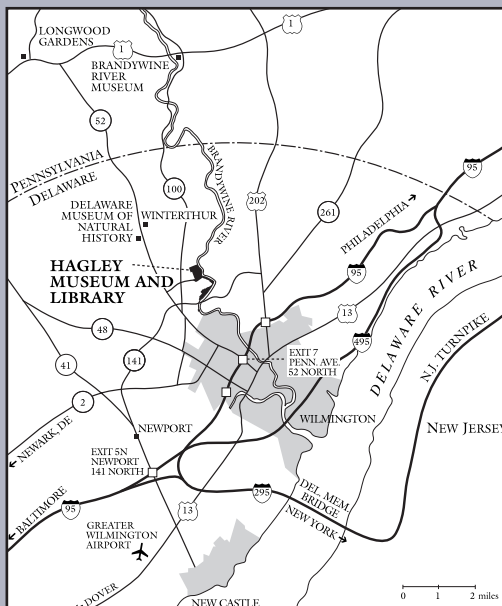 LONGWOOD
GARDENS
1
1
BRANDYWINE
RIVER
MUSEUM
52
PENNSYLVANIA
DELAWARE
BRANDYWINE RIVER
95
100
202
261
PHILADELPHIA
DELAWARE
MUSEUM OF
NATURAL
HISTORY
WINTERTHUR
HAGLEY
MUSEUM AND
LIBRARY
95
13
DELAWARE RIVER
48
141
41
495
EXIT 7
PENN. AVE.
52 NORTH
N.J. TURNPIKE
2
WILMINGTON
NEW JERSEY
NEWARK, DE
NEWPORT
EXIT 5N
NEWPORT
141 NORTH
BALTIMORE
95
295
13
DEL. MEM.
BRIDGE
NEW YORK
GREATER
WILMINGTON
AIRPORT
DOVER
NEW CASTLE
0 1 2 miles